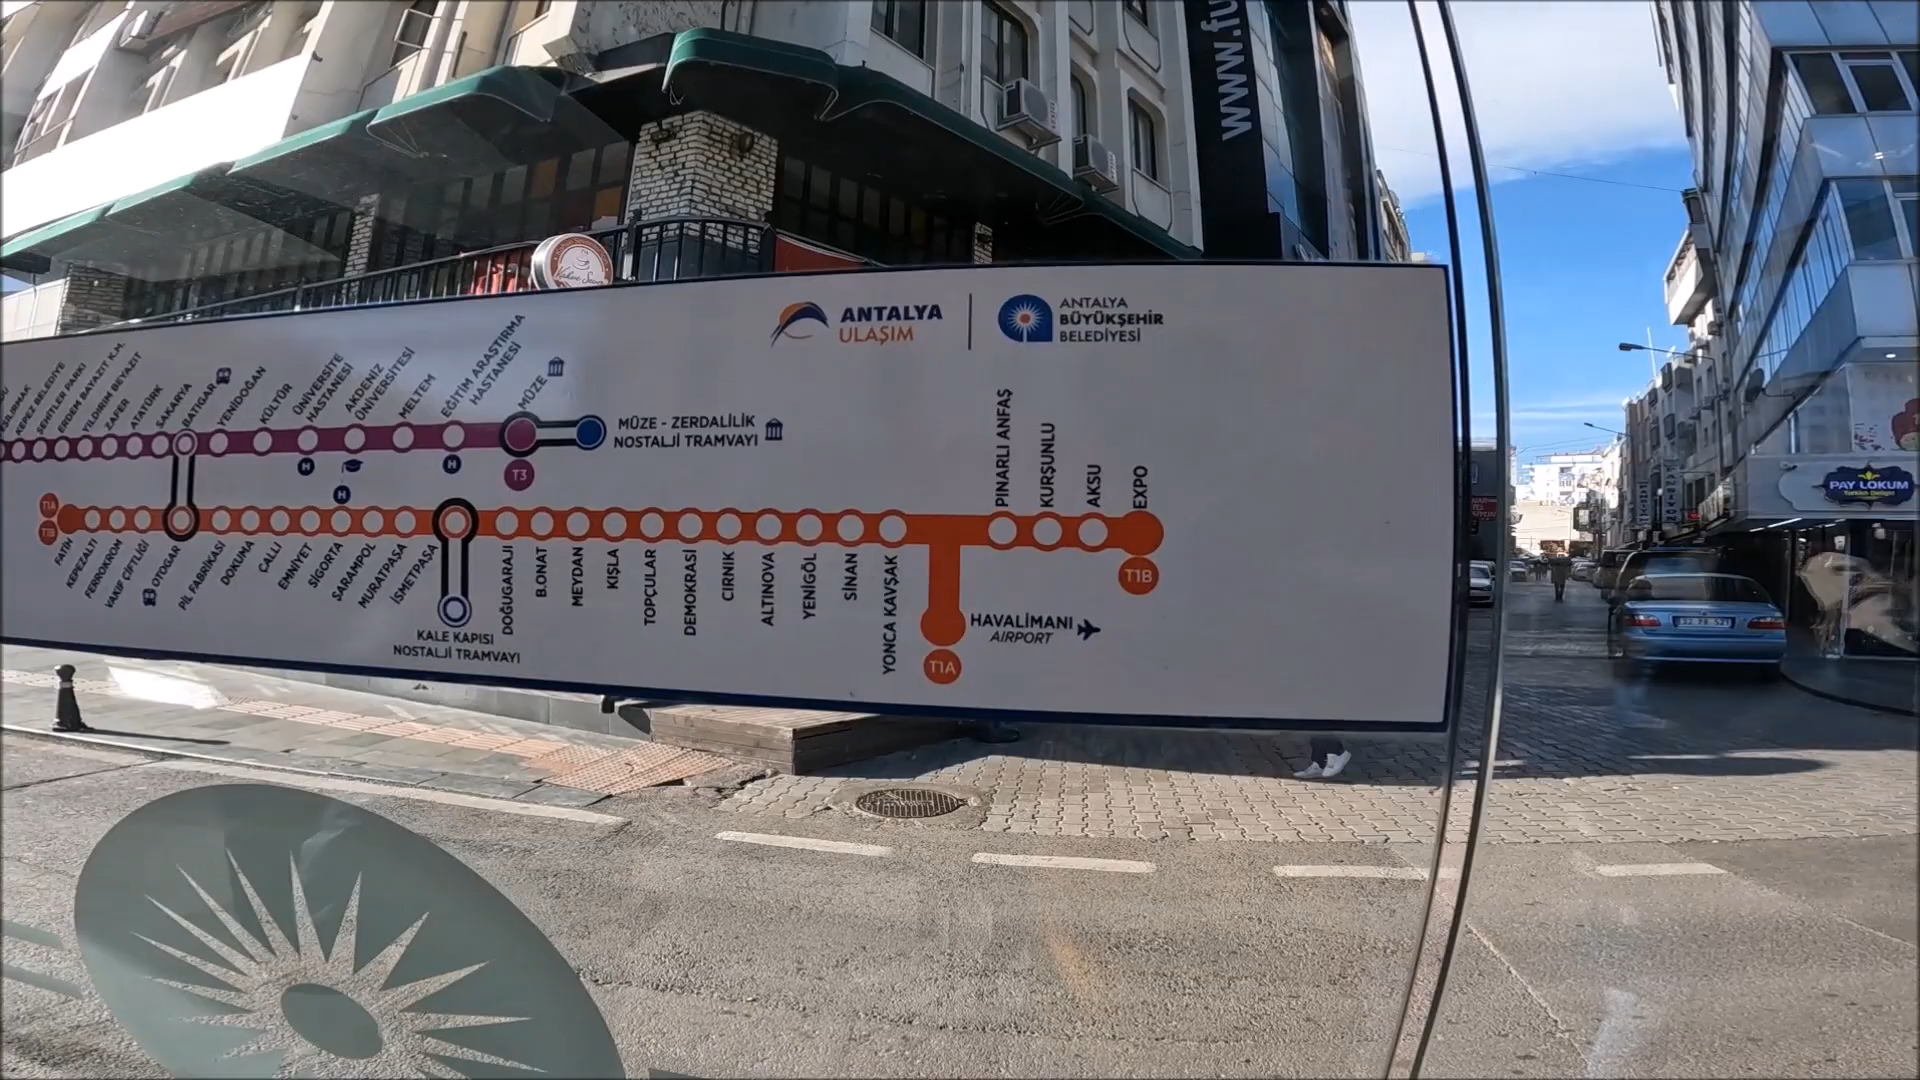 www.fu
Kahve
ANTALYA
ULAŞIM
ANTALYA
BÜYÜKŞEHİR
BELEDİYESİ
KEPEZ BELEDİYE
ŞEHİTLER PARKI
ERDEM BAYAZIT K.M.
YILDIRIM BEYAZIT
ZAFER
ATATÜRK
SAKARYA
BATIGAR
YENİDOĞAN
KÜLTÜR
ÜNİVERSİTE
HASTANESİ
AKDENİZ
ÜNİVERSİTESİ
MELTEM
EĞİTİM ARAŞTIRMA
HASTANESİ
MÜZE
MÜZE - ZERDALİLİK
NOSTALJİ TRAMVAYI
H
H
T3
H
T1A
T1B
FATİH
KEPEZALTI
FERROKROM
VAKIF ÇİFTLİĞİ
OTOGAR
PİL FABRİKASI
DOKUMA
ÇALLI
EMNİYET
SİGORTA
ŞARAMPOL
MURATPAŞA
İSMETPAŞA
KALE KAPISI
NOSTALJİ TRAMVAYI
DOĞUGARAJI
B.ONAT
MEYDAN
KIŞLA
TOPÇULAR
DEMOKRASİ
CIRNIK
ALTINOVA
YENİGÖL
SİNAN
YONCA KAVŞAK
HAVALİMANI
AIRPORT
T1A
PINARLI ANFAŞ
KURŞUNLU
AKSU
EXPO
T1B
PAY LOKUM
Turkish Delight